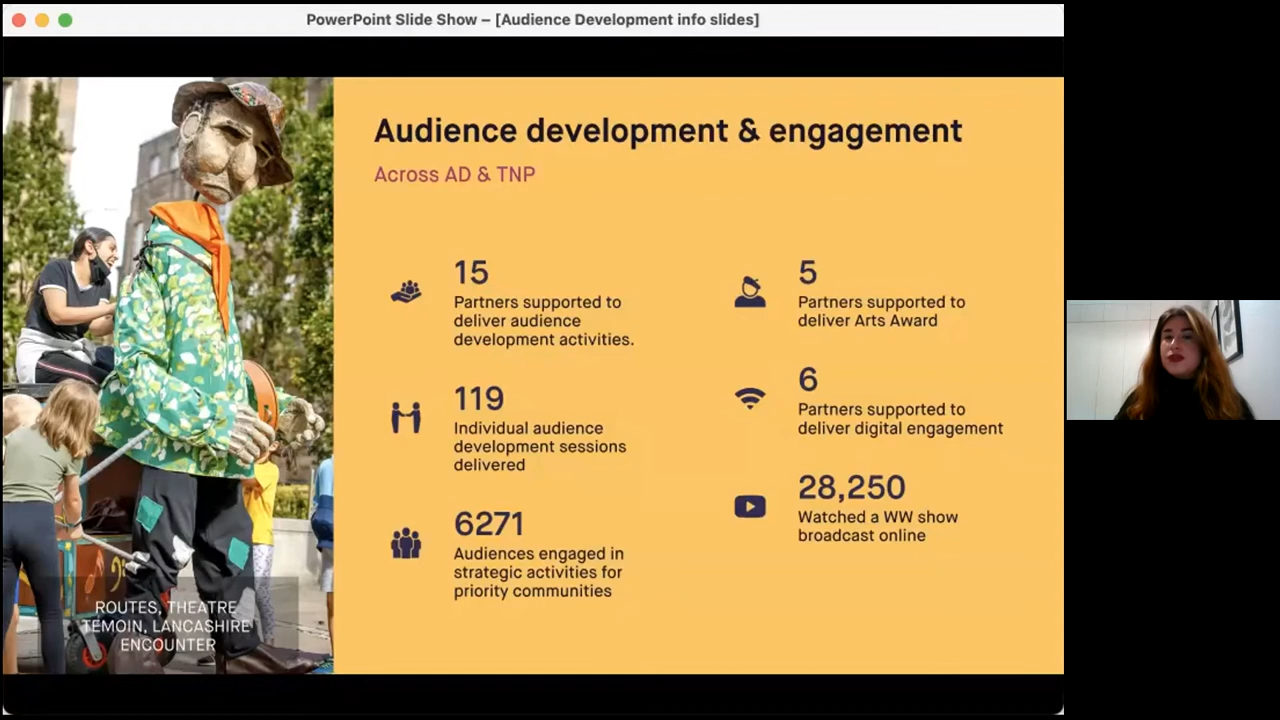 PowerPoint Slide Show – [Audience Development info slides]
Audience development & engagement
Across AD & TNP
15
Partners supported to
deliver audience
development activities.
119
Individual audience
development sessions
delivered
6271
Audiences engaged in
strategic activities for
priority communities
5
Partners supported to
deliver Arts Award
6
Partners supported to
deliver digital engagement
28,250
Watched a WW show
broadcast online
ROUTES, THEATRE
TEMOIN, LANCASHIRE
ENCOUNTER